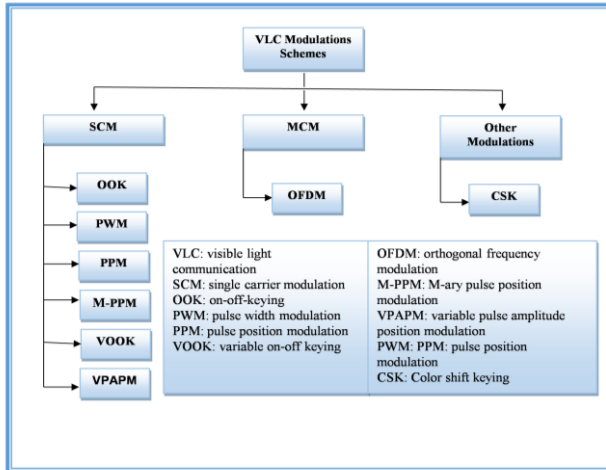 VLC Modulations
Schemes
SCM
MCM
Other
Modulations
OOK
PWM
PPM
M-PPM
VOOK
VPAPM
OFDM
CSK
VLC: visible light
communication
SCM: single carrier modulation
OOK: on-off-keying
PWM: pulse width modulation
PPM: pulse position modulation
VOOK: variable on-off keying
OFDM: orthogonal frequency
modulation
M-PPM: M-ary pulse position
modulation
VPAPM: variable pulse amplitude
position modulation
PWM: PPM: pulse position
modulation
CSK: Color shift keying